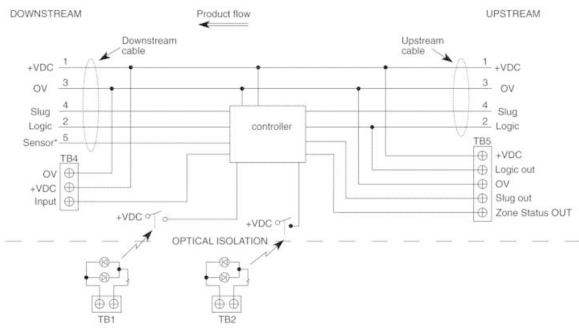 DOWNSTREAM
Product flow
UPSTREAM
Downstream
cable
Upstream
cable
+VDC 1
1 +VDC
OV 3
3 OV
Slug 4
4 Slug
Logic 2
2 Logic
Sensor* 5
controller
TB4
OV
+VDC
Input
TB5
+VDC
Logic out
OV
Slug out
Zone Status OUT
+VDC
+VDC
OPTICAL ISOLATION
TB1
TB2